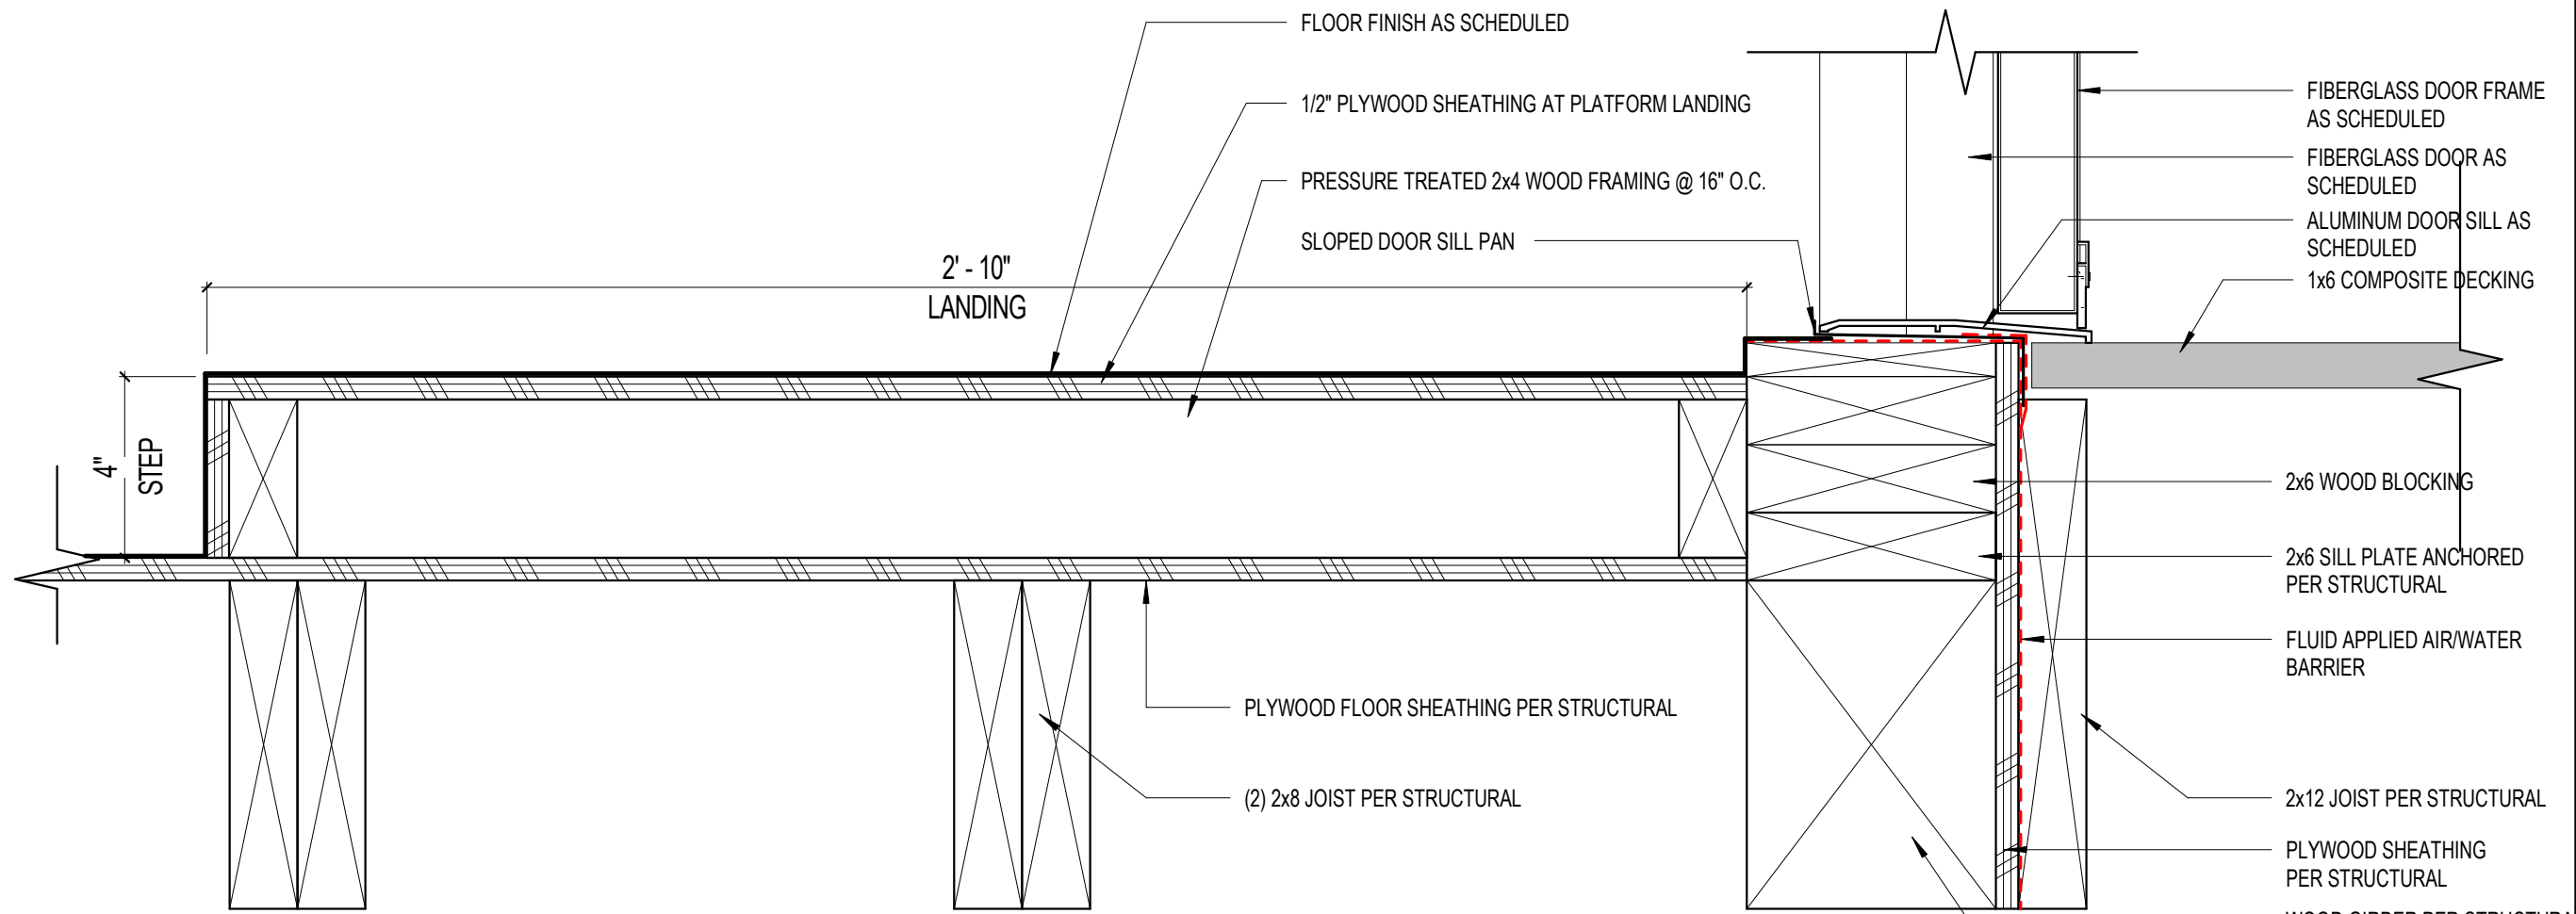 FLOOR FINISH AS SCHEDULED
1/2" PLYWOOD SHEATHING AT PLATFORM LANDING
PRESSURE TREATED 2x4 WOOD FRAMING @ 16" O.C.
SLOPED DOOR SILL PAN
2' - 10"
LANDING
4"
STEP
FIBERGLASS DOOR FRAME
AS SCHEDULED
FIBERGLASS DOOR AS
SCHEDULED
ALUMINUM DOOR SILL AS
SCHEDULED
1x6 COMPOSITE DECKING
2x6 WOOD BLOCKING
2x6 SILL PLATE ANCHORED
PER STRUCTURAL
FLUID APPLIED AIR/WATER
BARRIER
PLYWOOD FLOOR SHEATHING PER STRUCTURAL
(2) 2x8 JOIST PER STRUCTURAL
2x12 JOIST PER STRUCTURAL
PLYWOOD SHEATHING
PER STRUCTURAL
WOOD GIRDER PER